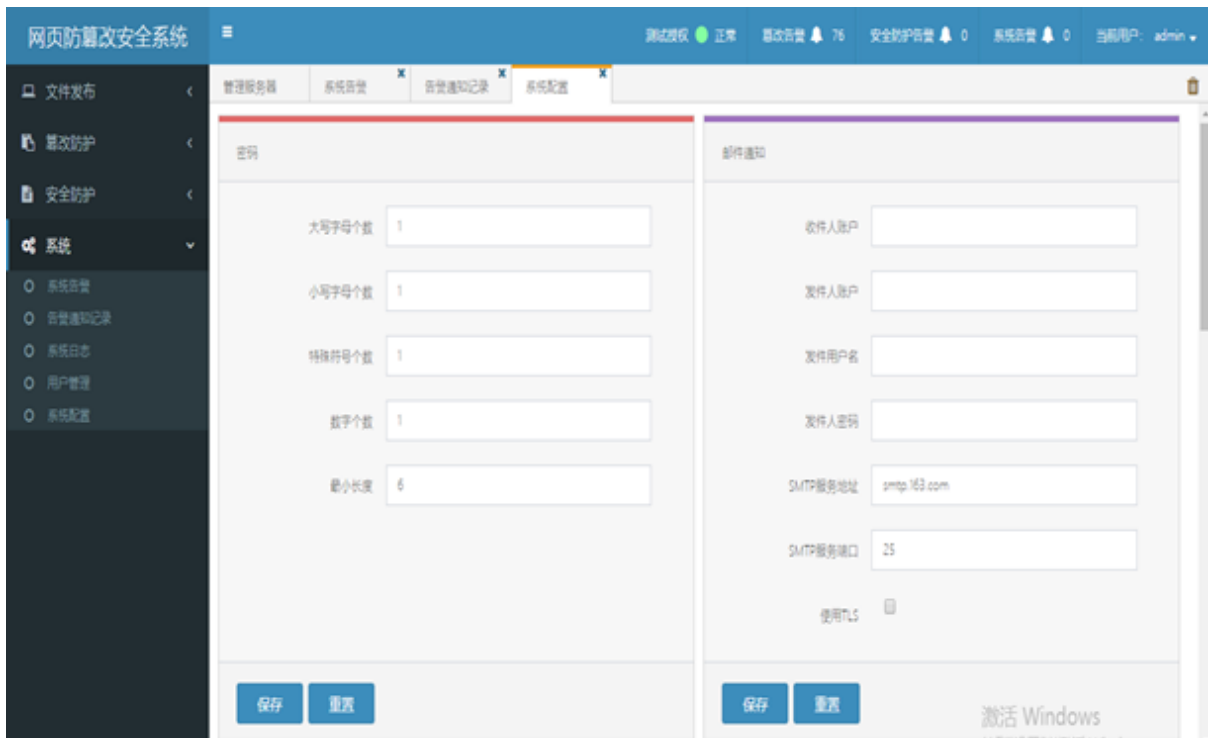 网页防篡改安全系统
测试授权 正常 篡改告警 76 安全防护告警 0 系统告警 0 当前用户: admin
管理服务器 系统告警 x 告警通知记录 x 系统配置 x
文件发布
篡改防护
安全防护
系统
系统告警
告警通知记录
系统日志
用户管理
系统配置
密码
大写字母个数 1
小写字母个数 1
特殊符号个数 1
数字个数 1
最小长度 6
保存 重置
邮件通知
收件人账户
发件人账户
发件用户名
发件人密码
SMTP服务地址 smtp.163.com
SMTP服务端口 25
使用TLS
保存 重置
激活 Windows